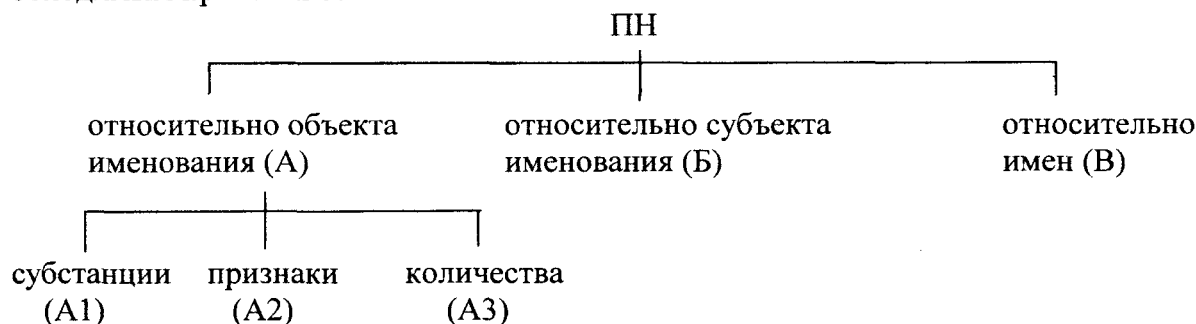 ПН
относительно объекта относительно субъекта относительно
именования (А) именования (Б) имен (В)
субстанции признаки количества
(А1) (А2) (А3)